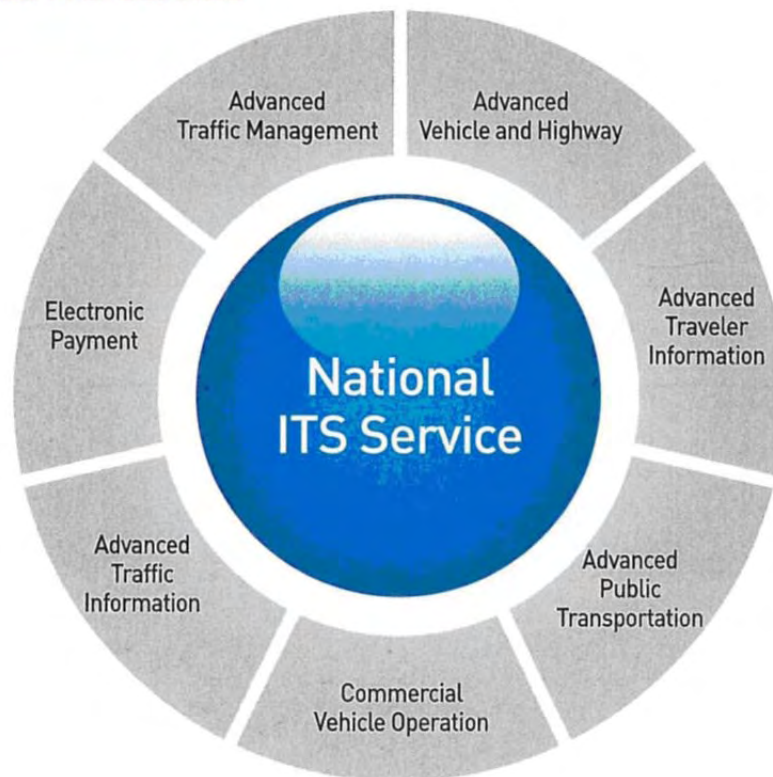 Advanced
Traffic Management
Advanced
Vehicle and Highway
Electronic
Payment
Advanced
Traveler
Information
National
ITS Service
Advanced
Traffic
Information
Advanced
Public
Transportation
Commercial
Vehicle Operation